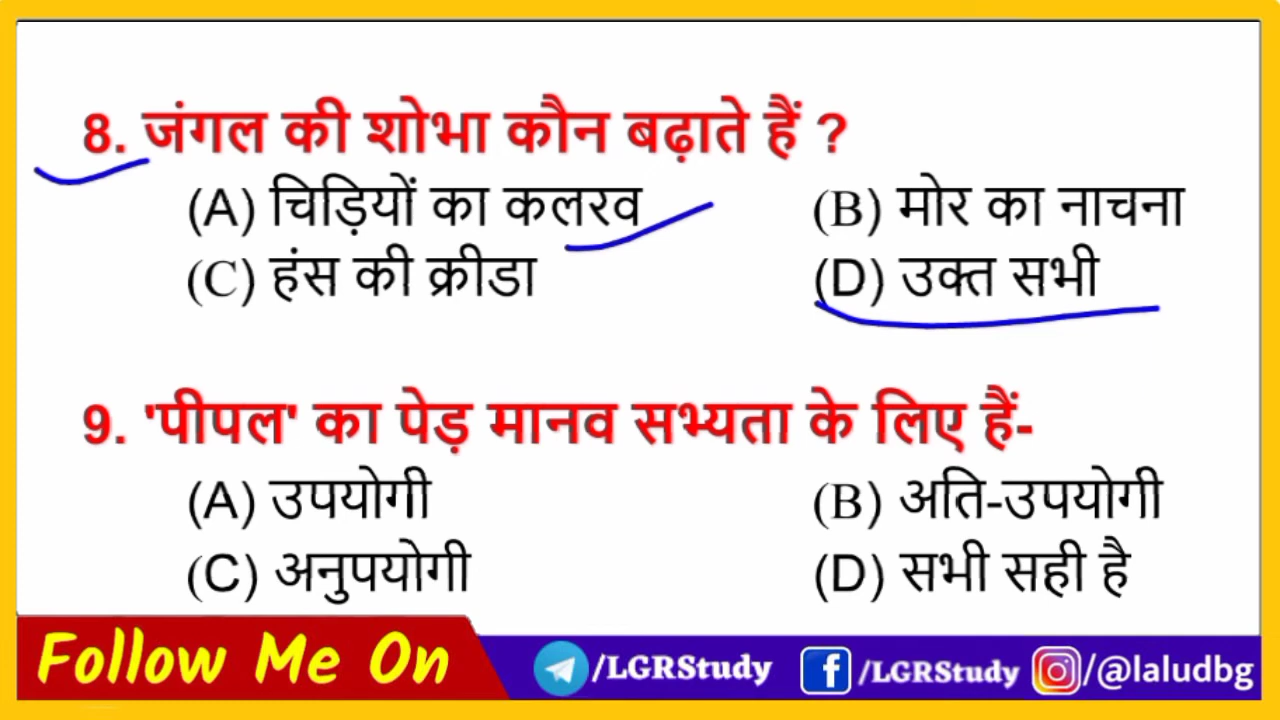 8. जंगल की शोभा कौन बढ़ाते हैं ?
(A) चिड़ियों का कलरव (B) मोर का नाचना
(C) हंस की क्रीडा (D) उक्त सभी
9. 'पीपल' का पेड़ मानव सभ्यता के लिए हैं-
(A) उपयोगी (B) अति-उपयोगी
(C) अनुपयोगी (D) सभी सही है
Follow Me On /LGRStudy /LGRStudy /@laludbg